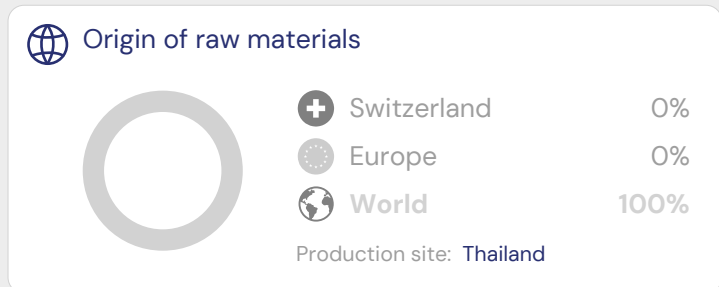 Origin of raw materials
Switzerland 0%
Europe 0%
World 100%
Production site: Thailand